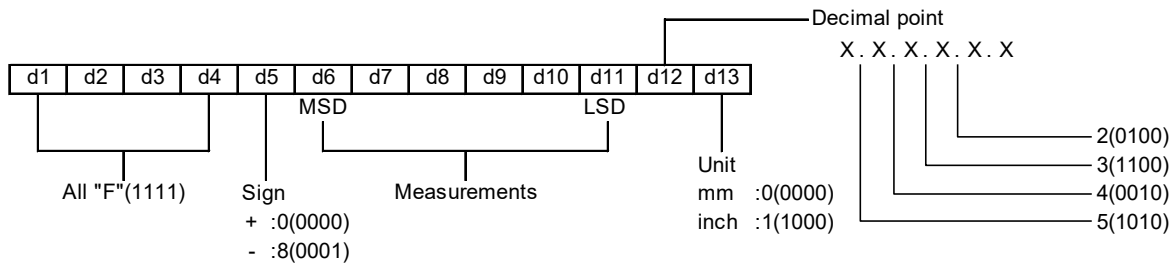 Decimal point
X . X . X . X . X . X
d1 d2 d3 d4 d5 d6 d7 d8 d9 d10 d11 d12 d13
MSD LSD
2(0100)
3(1100)
4(0010)
5(1010)
All "F"(1111)
Sign
+ :0(0000)
- :8(0001)
Measurements
Unit
mm :0(0000)
inch :1(1000)